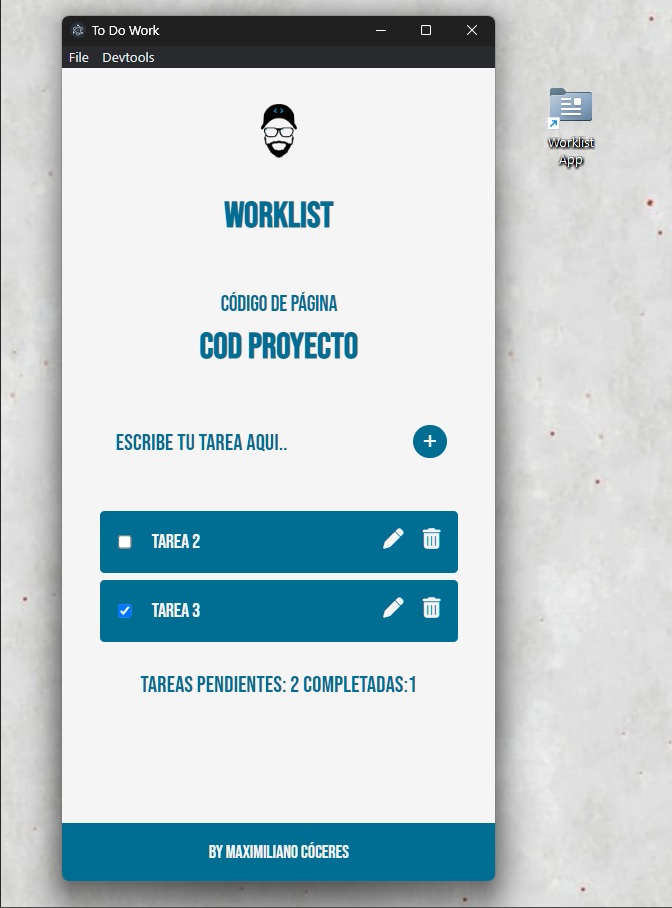 To Do Work
File Devtools
WORKLIST
CÓDIGO DE PÁGINA
COD PROYECTO
ESCRIBE TU TAREA AQUI..
TAREA 2
TAREA 3
TAREAS PENDIENTES: 2 COMPLETADAS:1
BY MAXIMILIANO CÓCERES
Worklist
App